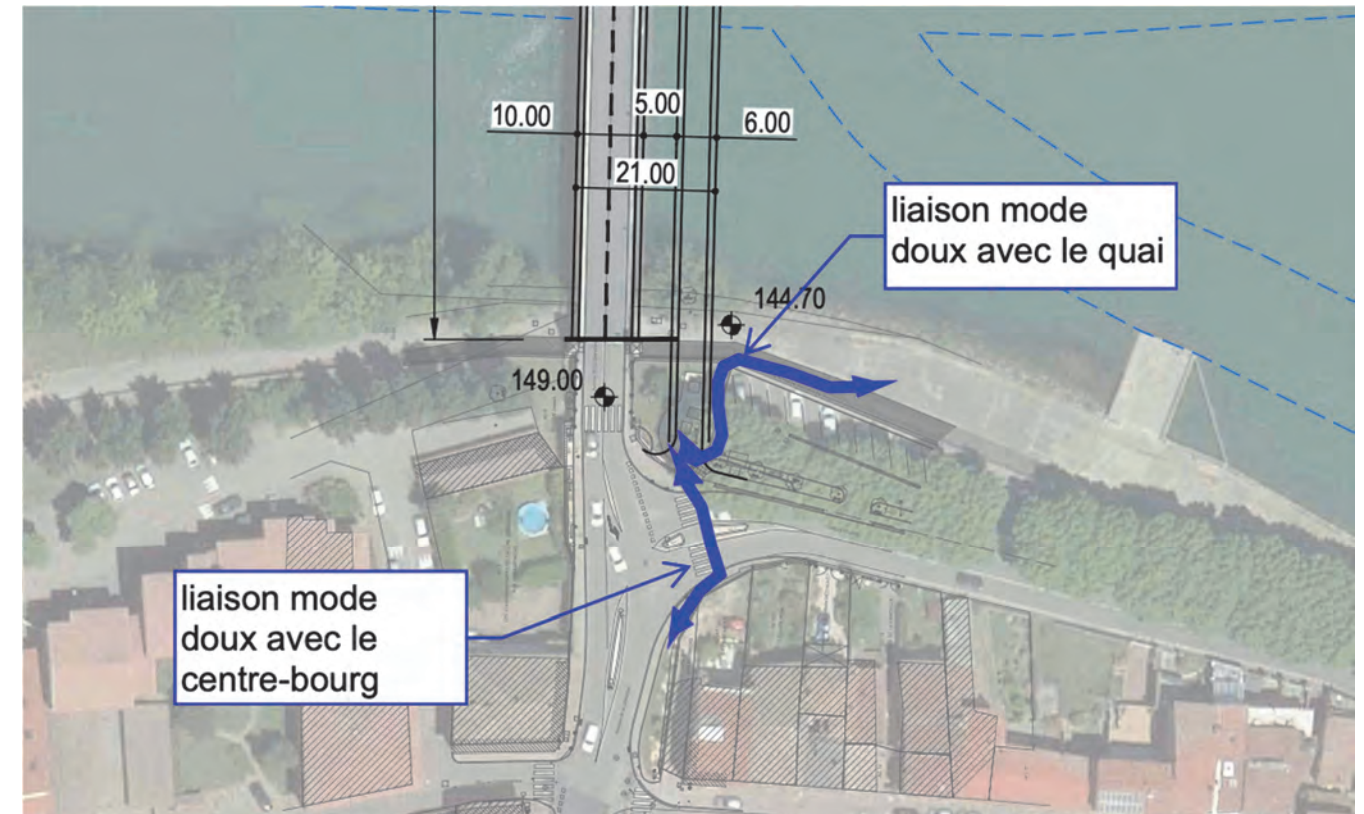 10.00
5.00
6.00
21.00
liaison mode
doux avec le quai
144.70
149.00
liaison mode
doux avec le
centre-bourg